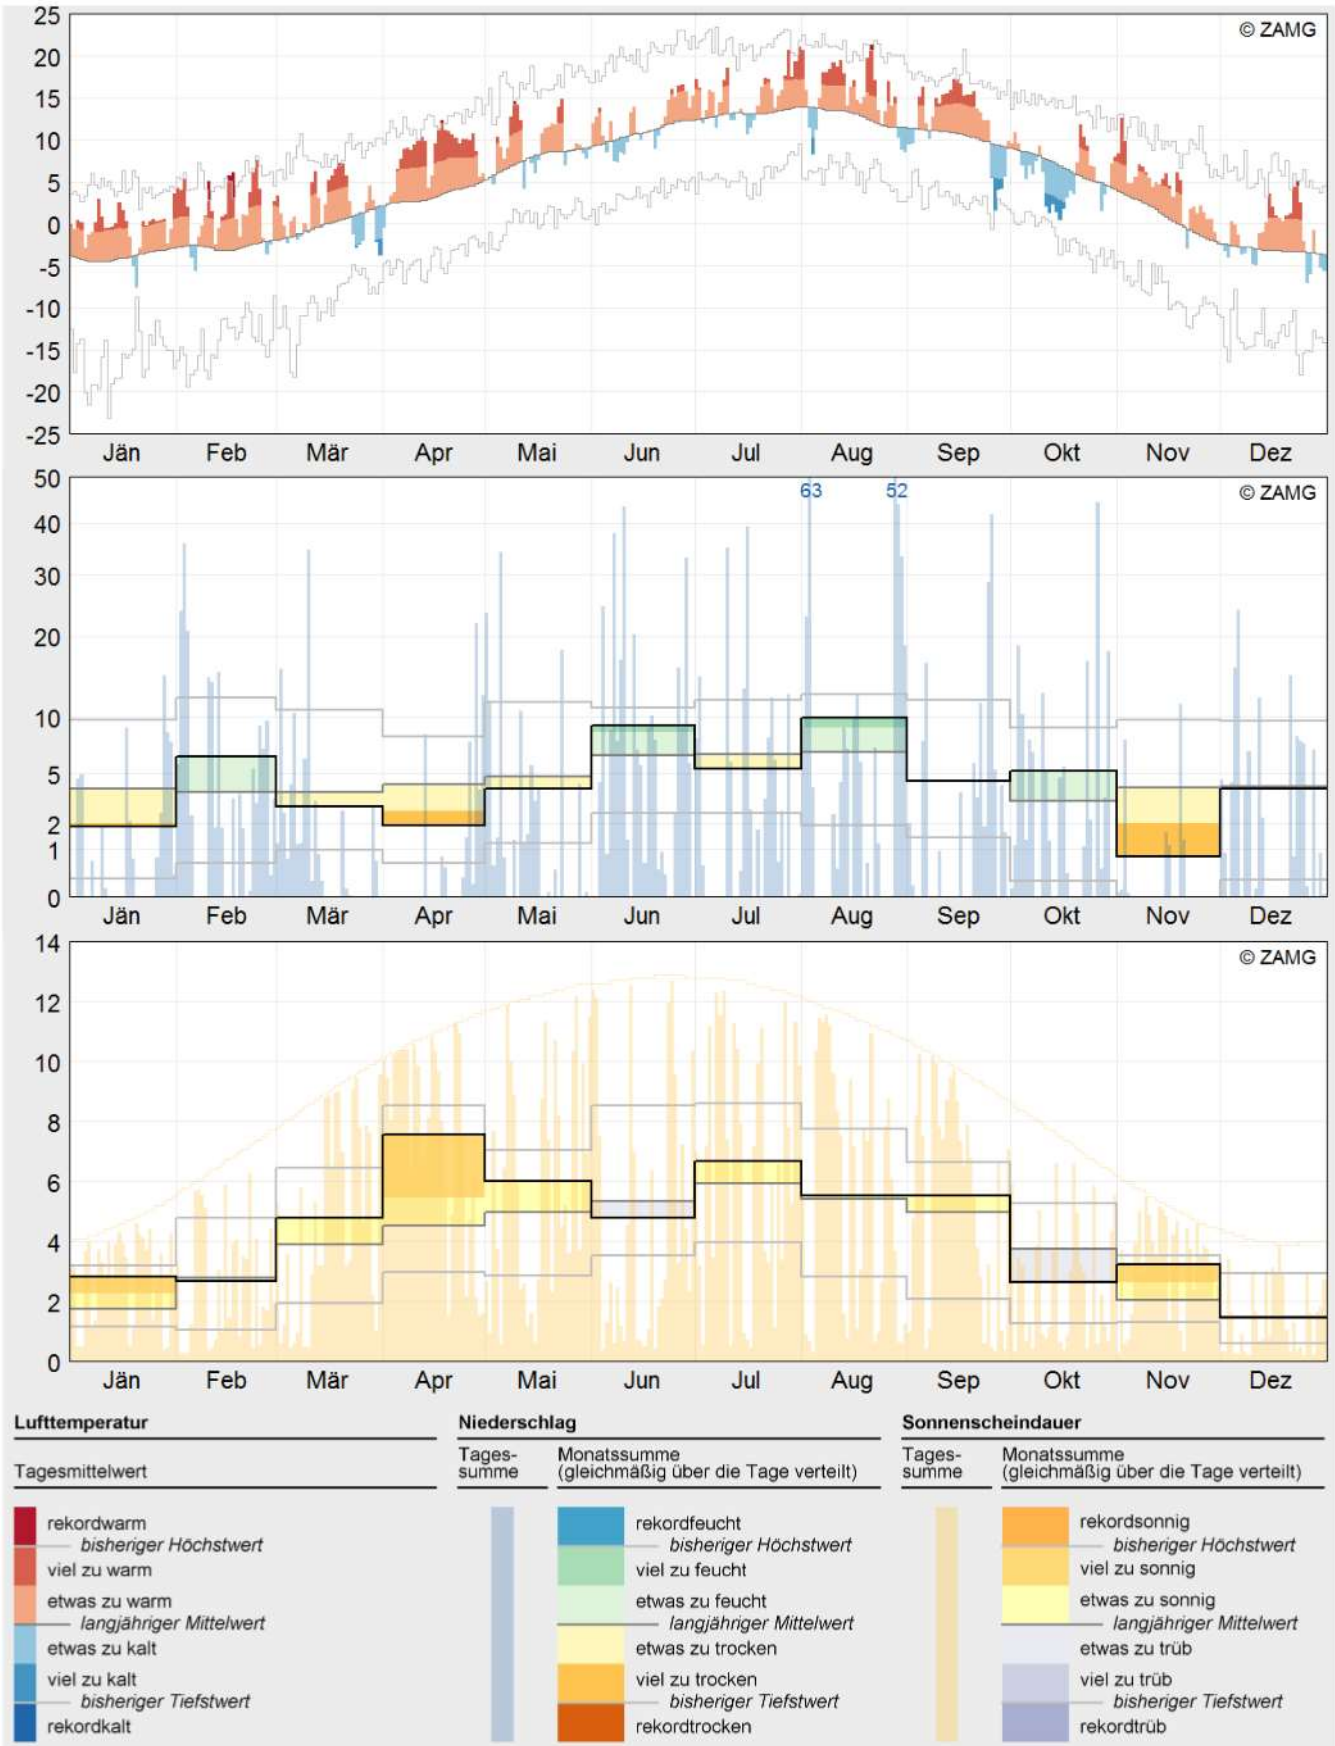 25
© ZAMG
20
15
10
5
0
-5
-10
-15
-20
-25
Jän Feb Mär Apr Mai Jun Jul Aug Sep Okt Nov Dez
50
63 52 © ZAMG
40
30
20
10
5
2
1
0
Jän Feb Mär Apr Mai Jun Jul Aug Sep Okt Nov Dez
14
© ZAMG
12
10
8
6
4
2
0
Jän Feb Mär Apr Mai Jun Jul Aug Sep Okt Nov Dez
Lufttemperatur
Tagesmittelwert
rekordwarm
bisheriger Höchstwert
viel zu warm
etwas zu warm
langjähriger Mittelwert
etwas zu kalt
viel zu kalt
bisheriger Tiefstwert
rekordkalt
Niederschlag
Tages-
summe
Monatssumme
(gleichmäßig über die Tage verteilt)
rekordfeucht
bisheriger Höchstwert
viel zu feucht
etwas zu feucht
langjähriger Mittelwert
etwas zu trocken
viel zu trocken
bisheriger Tiefstwert
rekordtrocken
Sonnenscheindauer
Tages-
summe
Monatssumme
(gleichmäßig über die Tage verteilt)
rekordsonnig
bisheriger Höchstwert
viel zu sonnig
etwas zu sonnig
langjähriger Mittelwert
etwas zu trüb
viel zu trüb
bisheriger Tiefstwert
rekordtrüb